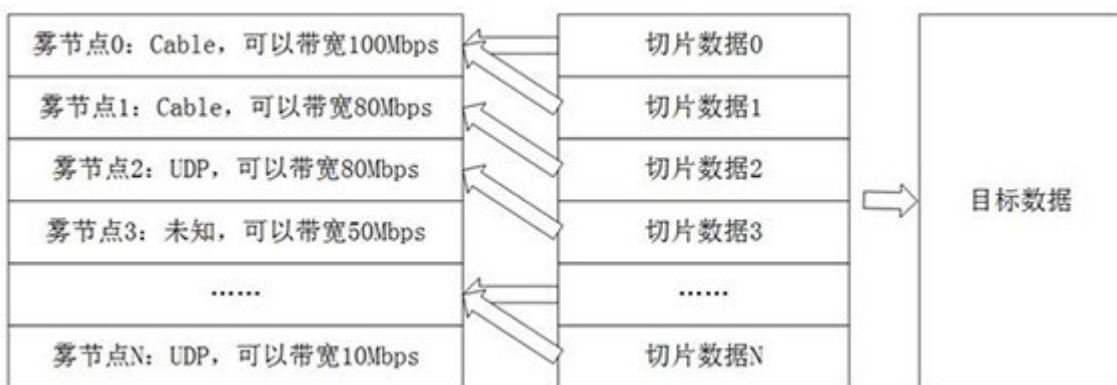 雾节点0：Cable，可以带宽100Mbps
雾节点1：Cable，可以带宽80Mbps
雾节点2：UDP，可以带宽80Mbps
雾节点3：未知，可以带宽50Mbps
……
雾节点N：UDP，可以带宽10Mbps
切片数据0
切片数据1
切片数据2
切片数据3
……
切片数据N
目标数据